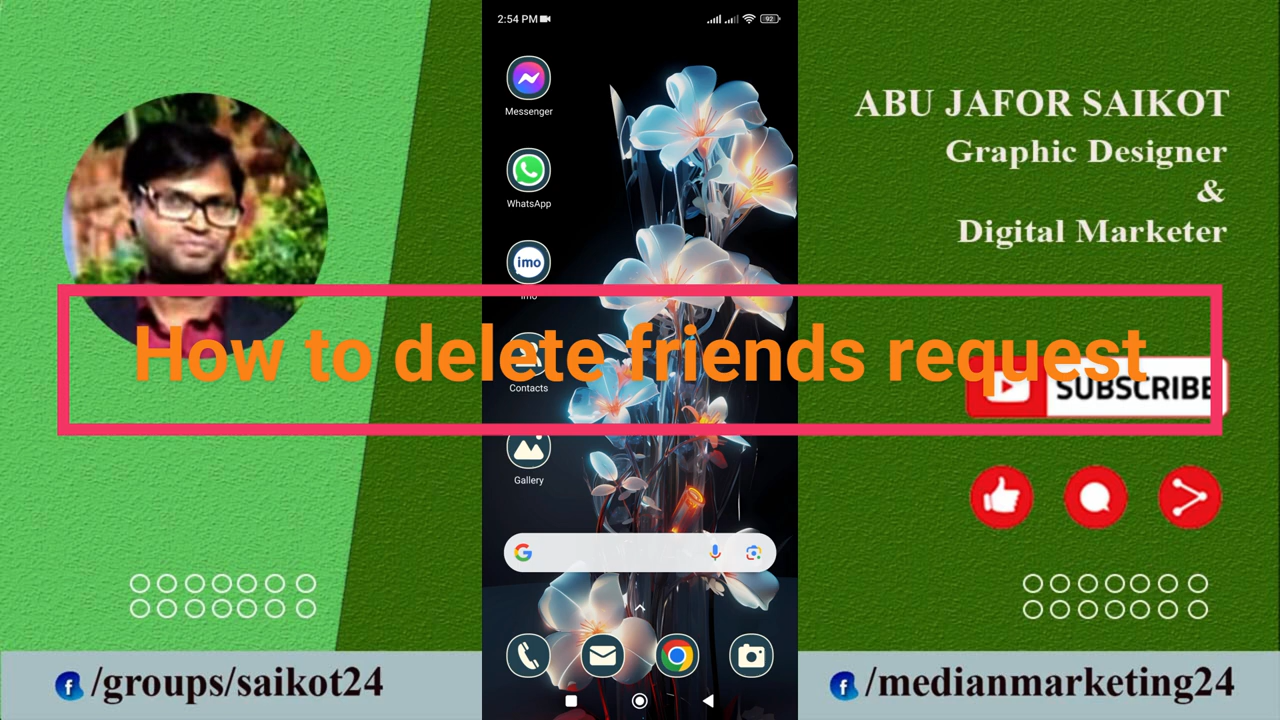 2:54 PM
92
Messenger
WhatsApp
imo
Contacts
Gallery
ABU JAFOR SAIKOT
Graphic Designer
&
Digital Marketer
How to delete friends request
SUBSCRIBE
f /groups/saikot24
f /medianmarketing24